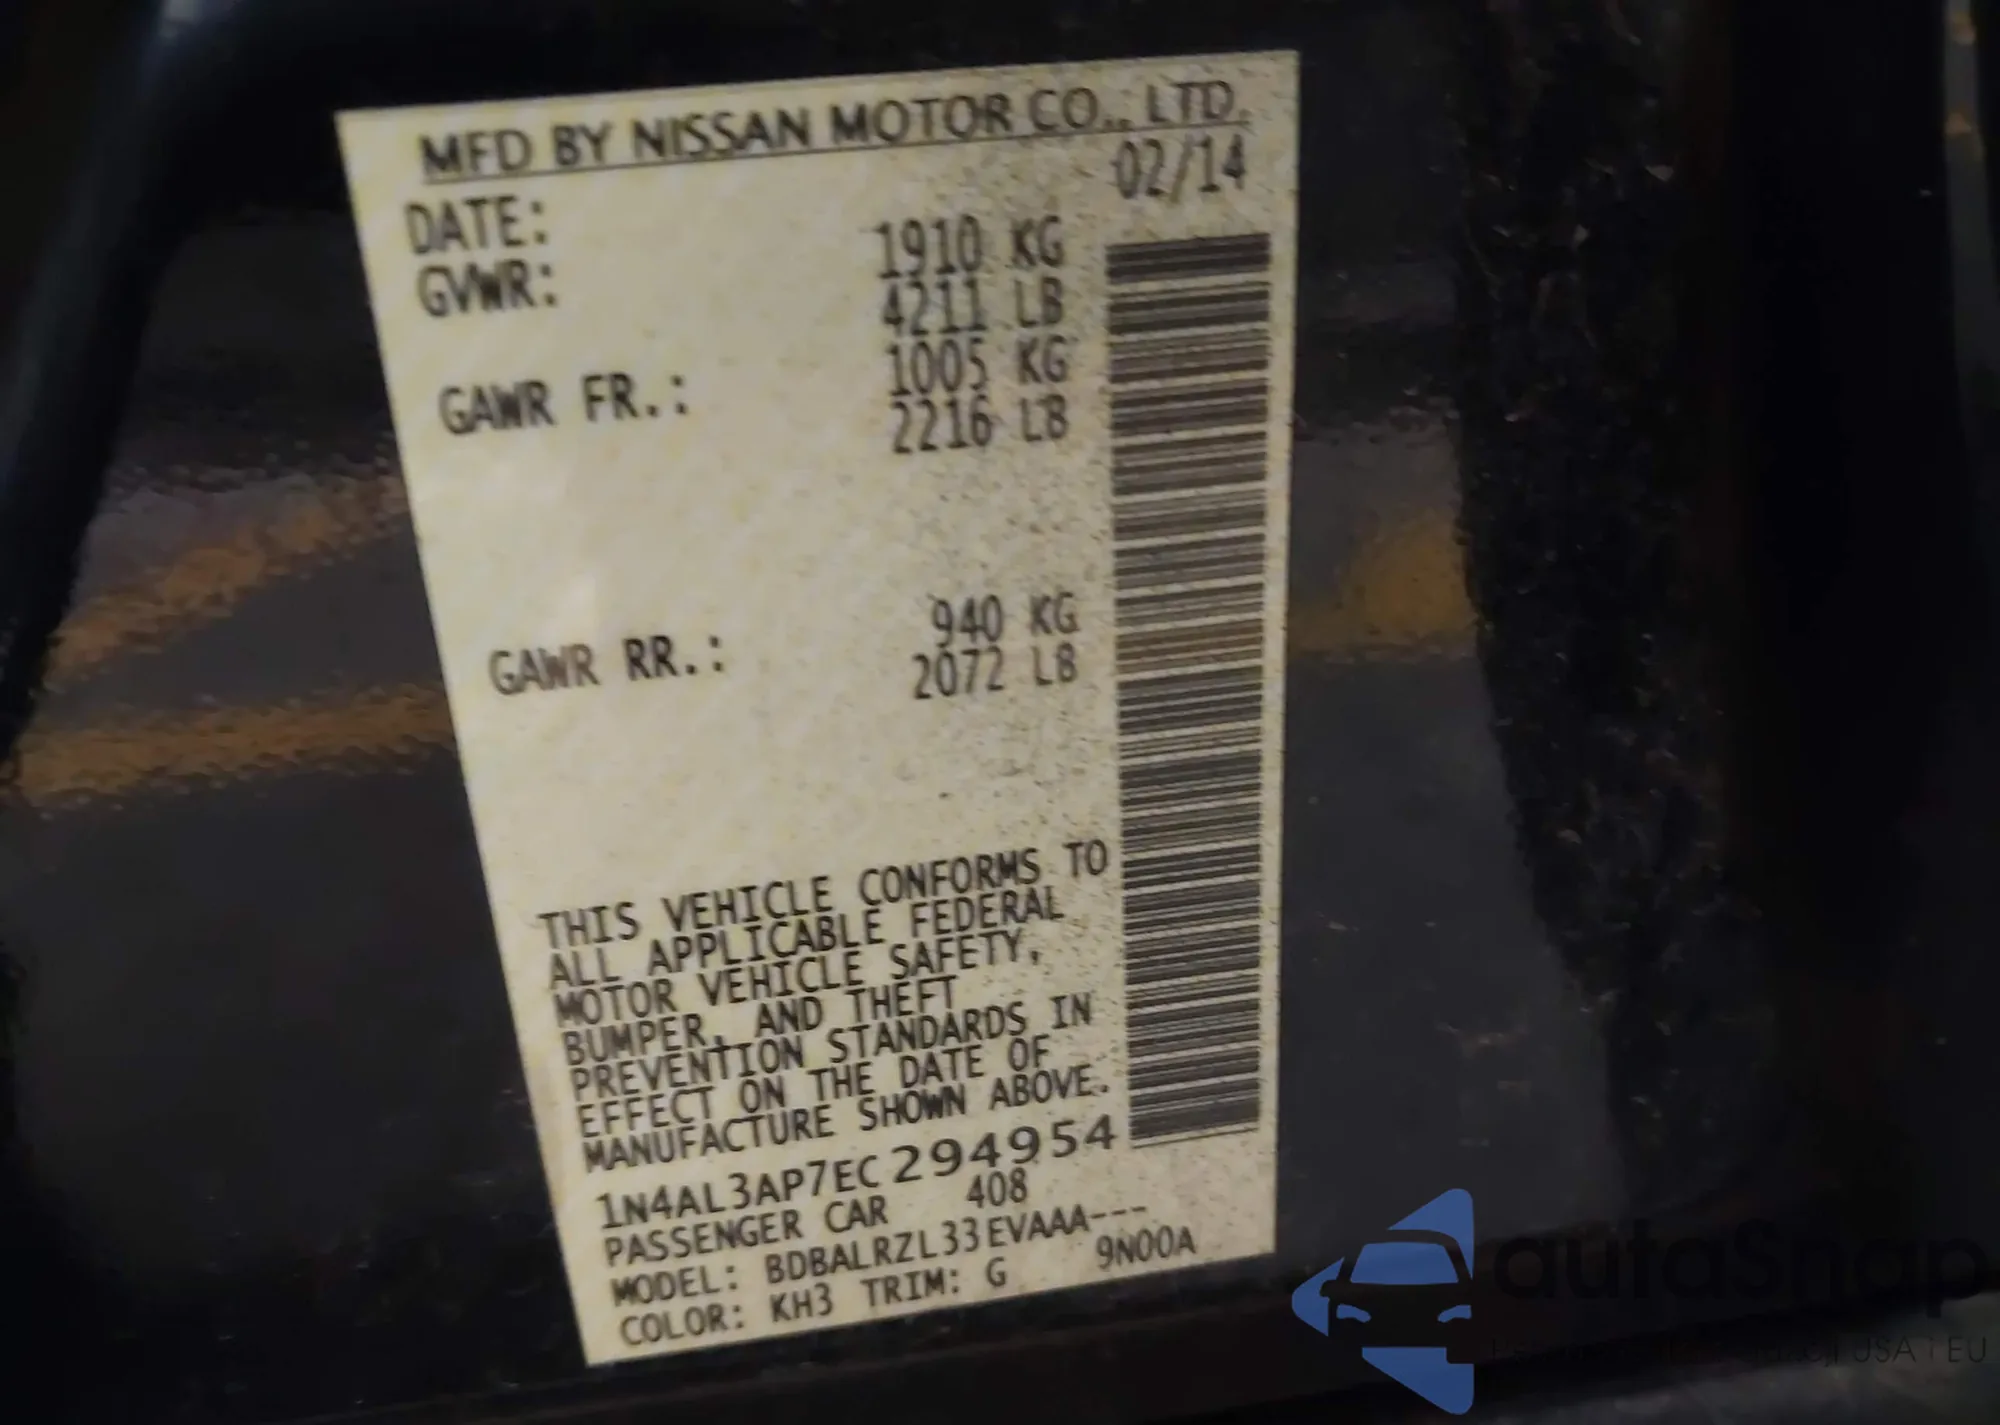 MFD BY NISSAN MOTOR CO., LTD.
DATE: 02/14
GVWR: 1910 KG
4211 LB
GAWR FR.: 1005 KG
2216 LB
GAWR RR.: 940 KG
2072 LB
THIS VEHICLE CONFORMS TO
ALL APPLICABLE FEDERAL
MOTOR VEHICLE SAFETY,
BUMPER, AND THEFT
PREVENTION STANDARDS IN
EFFECT ON THE DATE OF
MANUFACTURE SHOWN ABOVE.
1N4AL3AP7EC294954
PASSENGER CAR 408
MODEL: BDBALRZL33EVAAA---
COLOR: KH3 TRIM: G 9N00A
autaSnap
USA i EU